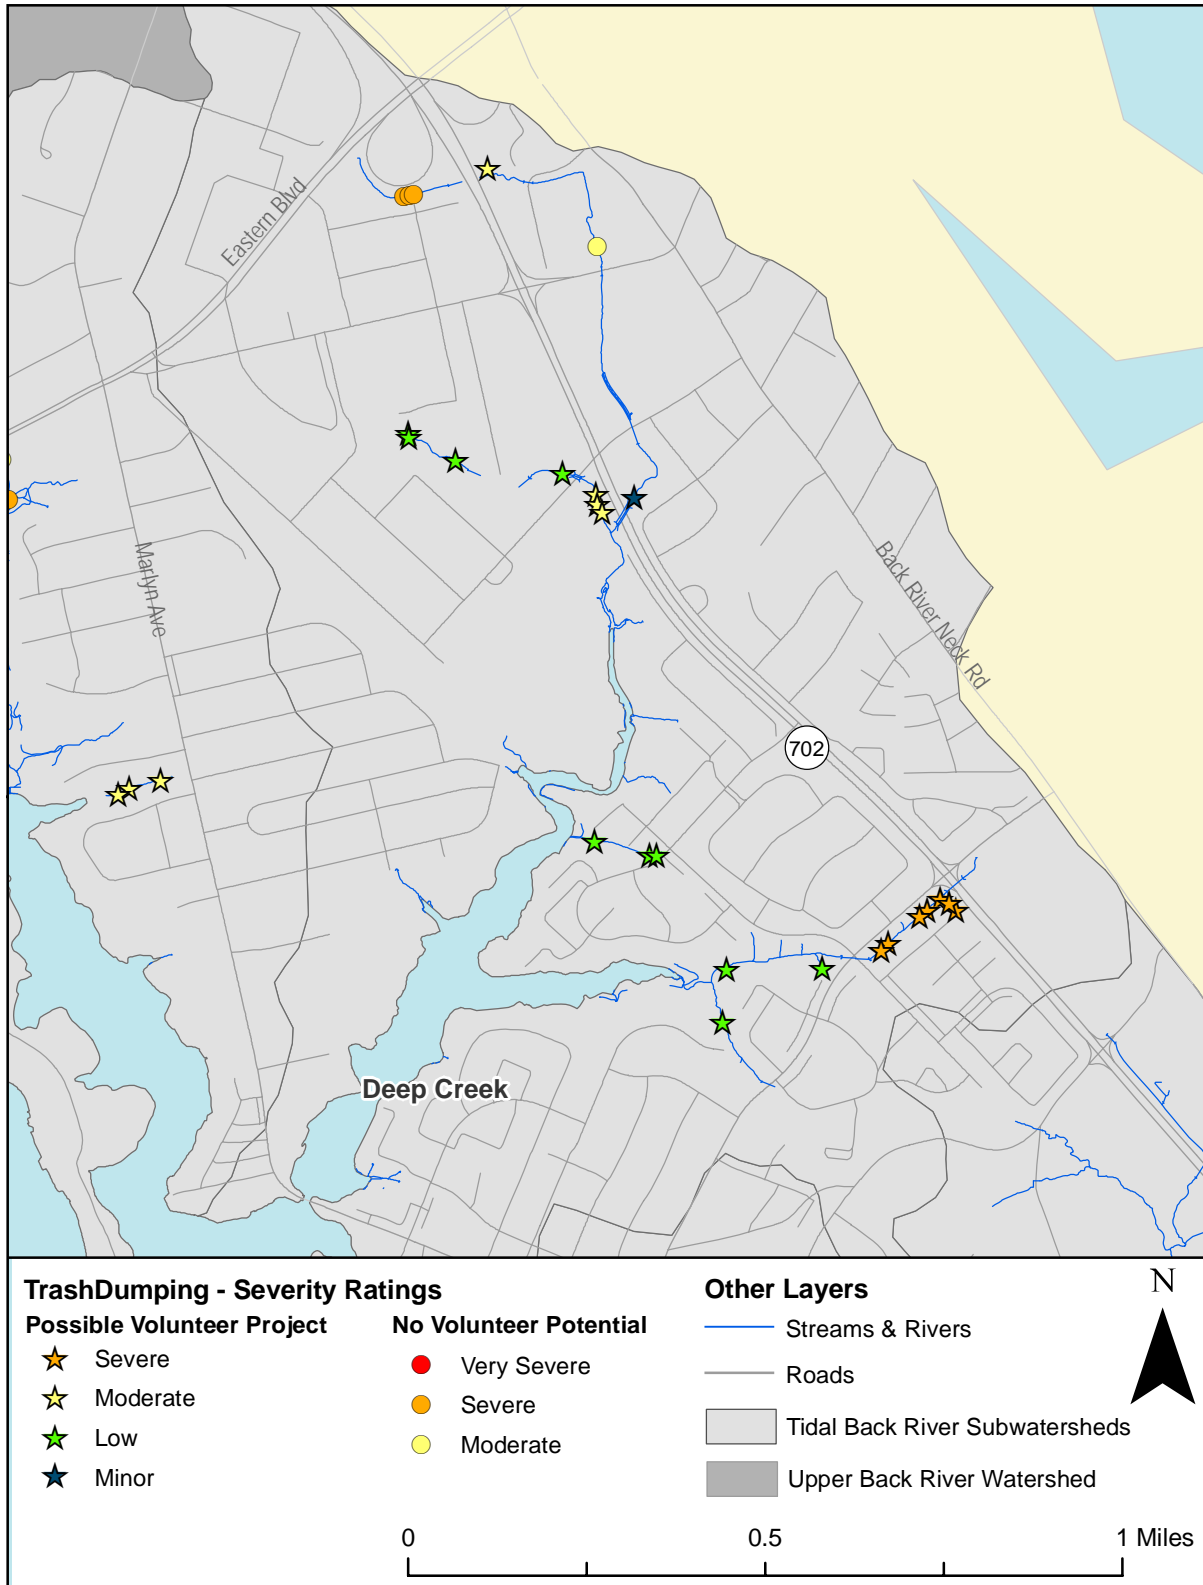 Eastern Blvd
Marlyn Ave
Back River Neck Rd
702
Deep Creek
TrashDumping - Severity Ratings
Possible Volunteer Project
Severe
Moderate
Low
Minor
No Volunteer Potential
Very Severe
Severe
Moderate
Other Layers
Streams & Rivers
Roads
Tidal Back River Subwatersheds
Upper Back River Watershed
N
0 0.5 1 Miles